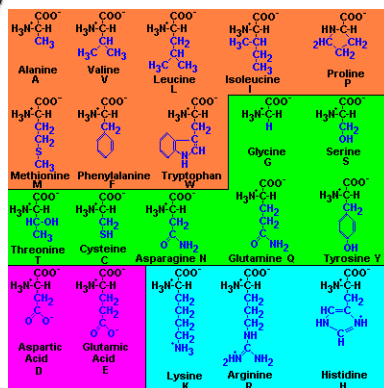 COO⁻ COO⁻ COO⁻ COO⁻ COO⁻
H₃N⁺-C-H H₃N⁺-C-H H₃N⁺-C-H H₃N⁺-C-H H₃N⁺-C-H
CH₃ CH CH₂ H₃C-CH H₂C CH₂
CH₃ CH₃ CH CH₂ CH₂
CH₃ CH₃ CH₃
Alanine Valine Leucine Isoleucine Proline
A V L I P
COO⁻ COO⁻ COO⁻ COO⁻ COO⁻
H₃N⁺-C-H H₃N⁺-C-H H₃N⁺-C-H H₃N⁺-C-H H₃N⁺-C-H
CH₂ CH₂ CH₂ H CH₂
CH₂ C OH
S CH
CH₃ N
H
Methionine Phenylalanine Tryptophan Glycine Serine
M F W G S
COO⁻ COO⁻ COO⁻ COO⁻ COO⁻
H₃N⁺-C-H H₃N⁺-C-H H₃N⁺-C-H H₃N⁺-C-H H₃N⁺-C-H
HC-OH CH₂ CH₂ CH₂ CH₂
CH₃ SH C CH₂
O NH₂ C
O NH₂ OH
Threonine Cysteine Asparagine N Glutamine Q Tyrosine Y
T C
COO⁻ COO⁻ COO⁻ COO⁻ COO⁻
H₃N⁺-C-H H₃N⁺-C-H H₃N⁺-C-H H₃N⁺-C-H H₃N⁺-C-H
CH₂ CH₂ CH₂ CH₂ CH₂
C CH₂ CH₂ CH₂ C
O O⁻ C CH₂ CH₂ HC NH
O O⁻ CH₂ NH HN CH
NH₃ C
H₂N NH₂
Aspartic Glutamic
Acid Acid Lysine Arginine Histidine
D E K R H